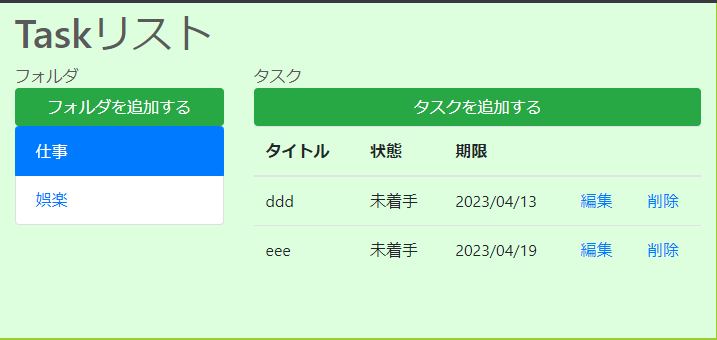 Taskリスト
フォルダ
フォルダを追加する
仕事
娯楽
タスク
タスクを追加する
タイトル 状態 期限
ddd 未着手 2023/04/13 編集 削除
eee 未着手 2023/04/19 編集 削除